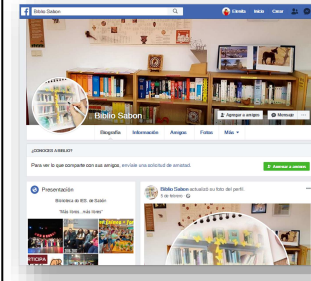 Biblio Sabon
Inicio
Crear
Biblio Sabon
Agregar a amigos
Mensaje
Biografía
Información
Amigos
Fotos
Más
¿CONOCES A BIBLIO?
Para ver lo que comparte con sus amigos, envíale una solicitud de amistad.
Agregar a amigos
Presentación
Biblioteca do IES. de Sabón
"Máis libros , máis libres"
Biblio Sabon actualizó su foto del perfil.
5 de febrero